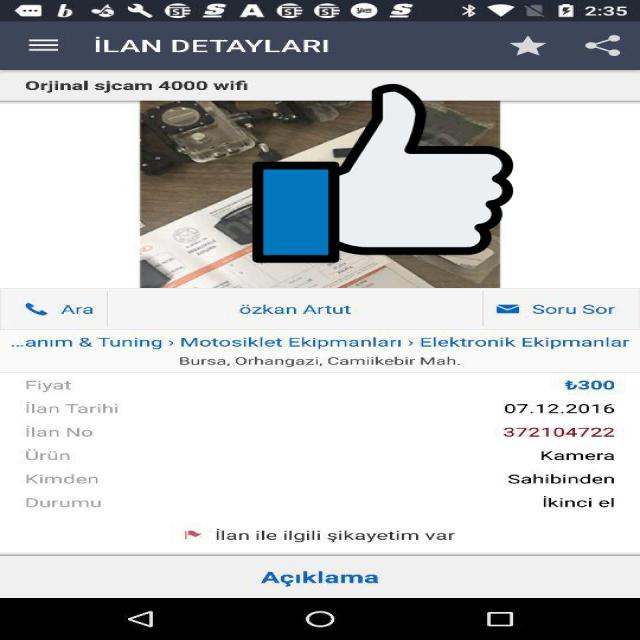 2:35
İLAN DETAYLARI
Orjinal sjcam 4000 wifi
Ara
özkan Artut
Soru Sor
...anım & Tuning › Motosiklet Ekipmanları › Elektronik Ekipmanlar
Bursa, Orhangazi, Camiikebir Mah.
Fiyat ₺300
İlan Tarihi 07.12.2016
İlan No 372104722
Ürün Kamera
Kimden Sahibinden
Durumu İkinci el
İlan ile ilgili şikayetim var
Açıklama